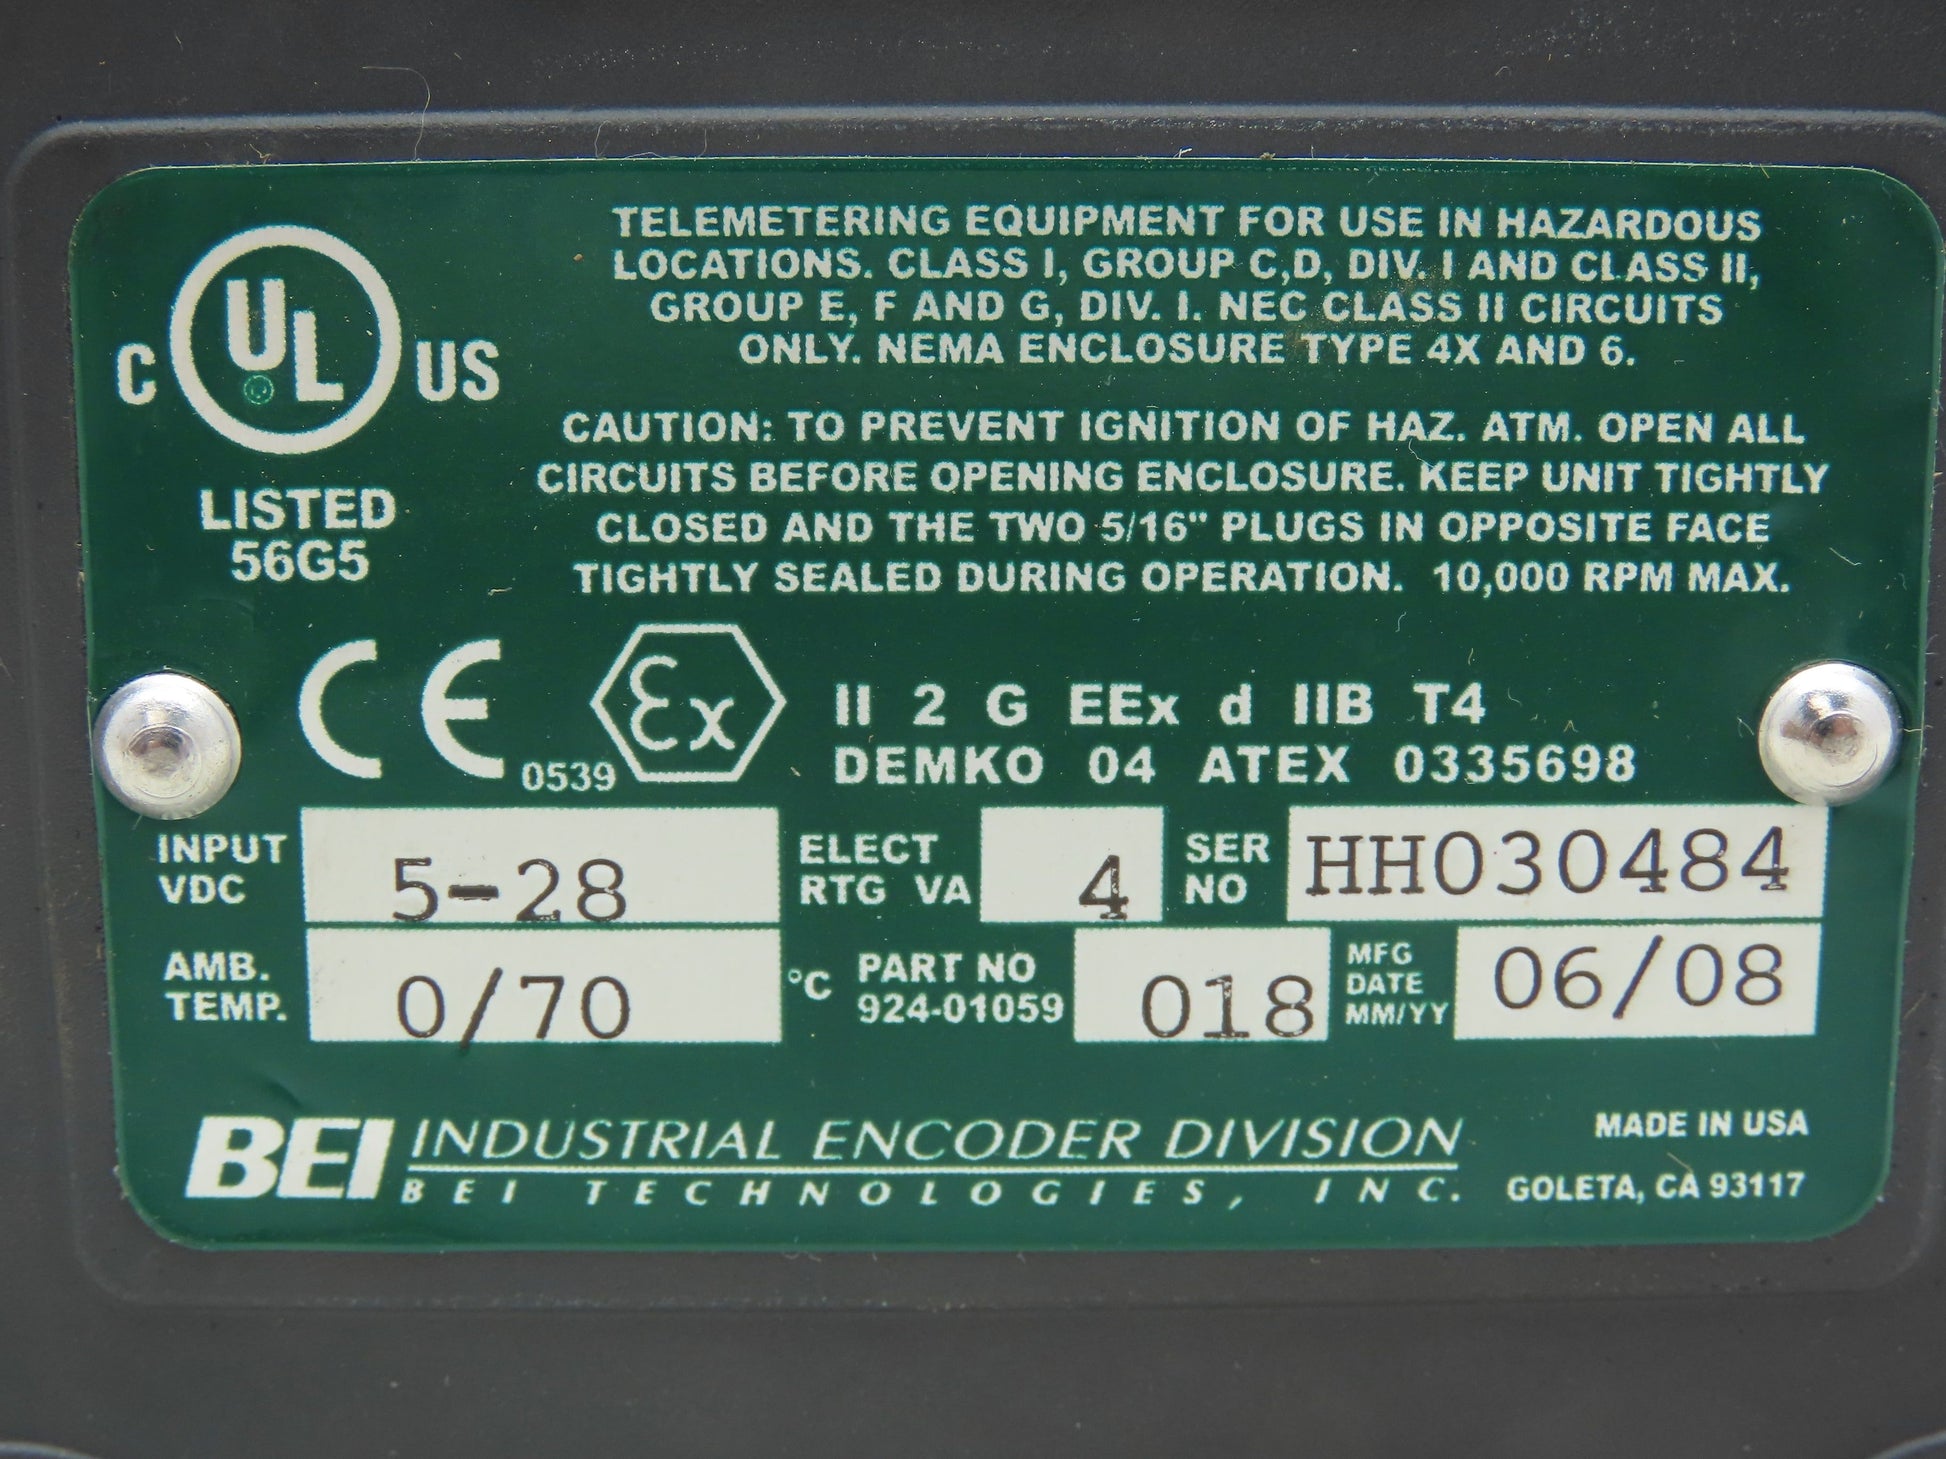 TELEMETERING EQUIPMENT FOR USE IN HAZARDOUS
LOCATIONS. CLASS I, GROUP C,D, DIV. I AND CLASS II,
GROUP E, F AND G, DIV. I. NEC CLASS II CIRCUITS
ONLY. NEMA ENCLOSURE TYPE 4X AND 6.
C UL US
LISTED
56G5
CAUTION: TO PREVENT IGNITION OF HAZ. ATM. OPEN ALL
CIRCUITS BEFORE OPENING ENCLOSURE. KEEP UNIT TIGHTLY
CLOSED AND THE TWO 5/16" PLUGS IN OPPOSITE FACE
TIGHTLY SEALED DURING OPERATION. 10,000 RPM MAX.
CE 0539 Ex
II 2 G EEx d IIB T4
DEMKO 04 ATEX 0335698
INPUT VDC 5-28
ELECT RTG VA 4
SER NO HH030484
AMB. TEMP. 0/70 °C
PART NO 924-01059 018
MFG DATE MM/YY 06/08
BEI INDUSTRIAL ENCODER DIVISION
BEI TECHNOLOGIES, INC.
MADE IN USA
GOLETA, CA 93117